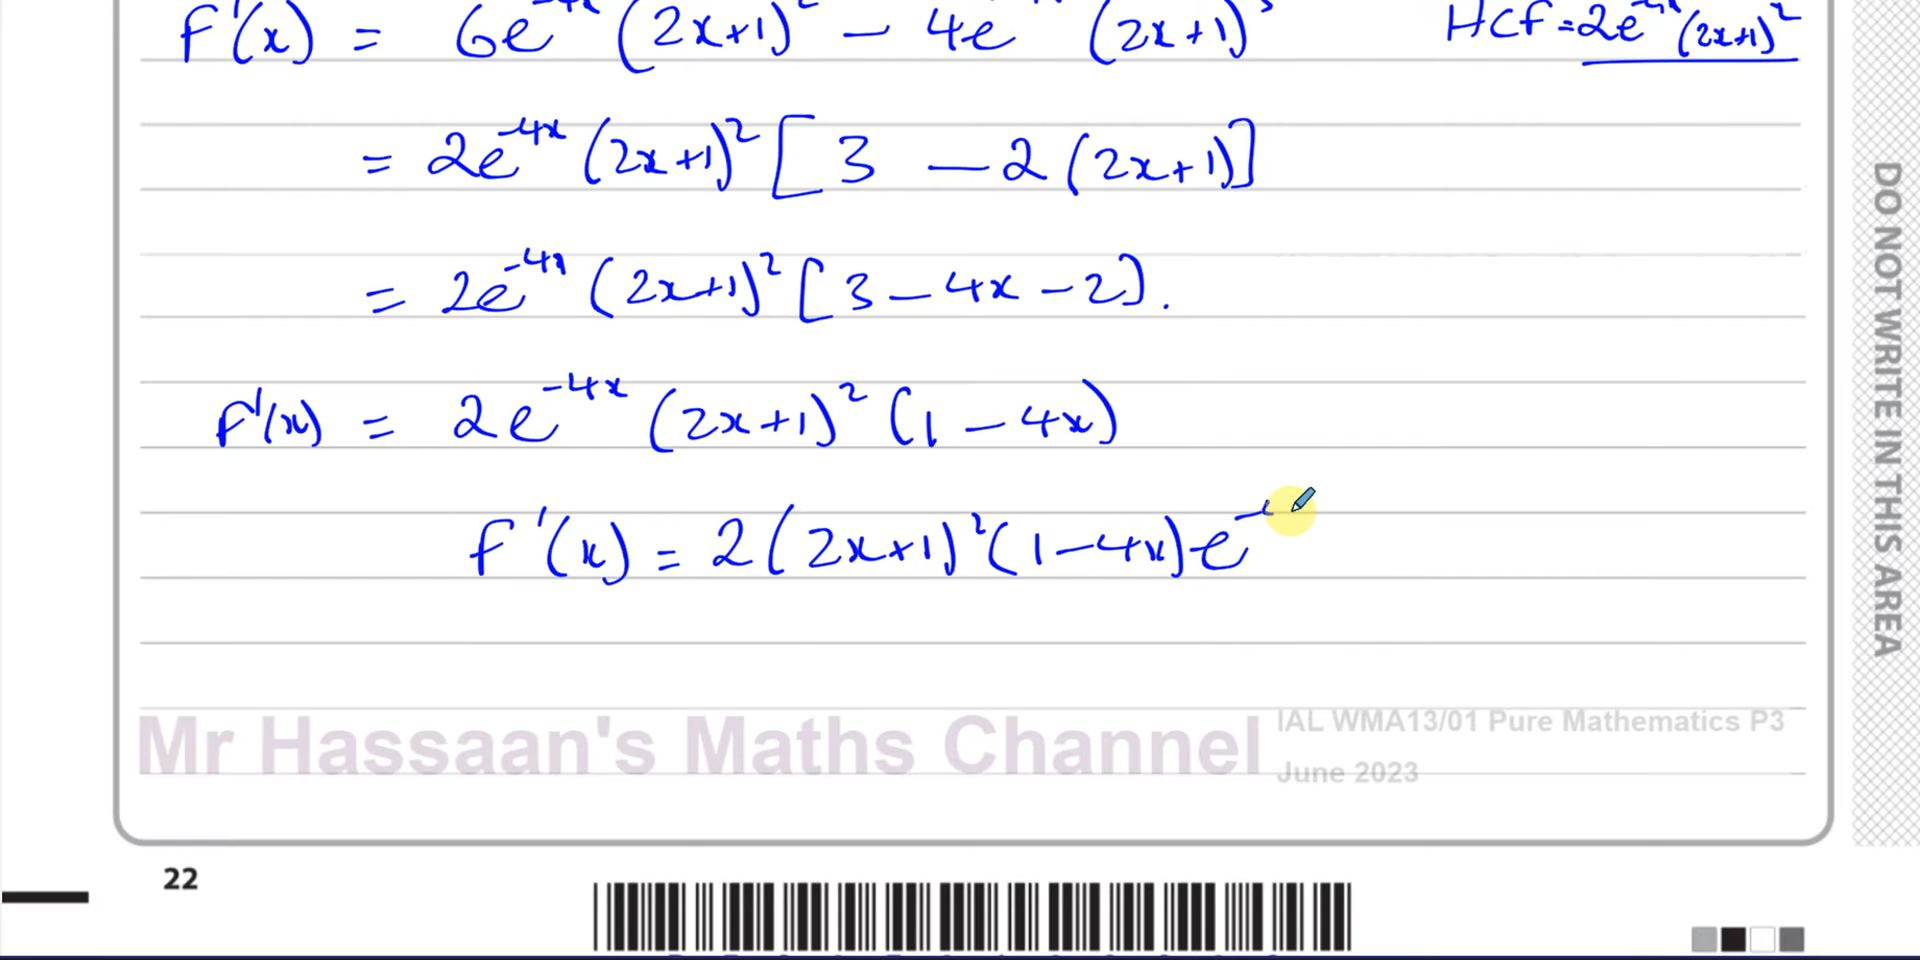 F'(x) = 6e^{-4x} (2x+1)^2 - 4e (2x+1)^3 HCF = 2e^{-4x} (2x+1)^2
= 2e^{-4x} (2x+1)^2 [ 3 - 2 (2x+1)]
= 2e^{-4x} (2x+1)^2 [ 3 - 4x - 2 ].
F'(x) = 2e^{-4x} (2x+1)^2 (1 - 4x)
F'(x) = 2 (2x+1)^2 (1-4x) e^-
Mr Hassaan's Maths Channel
IAL WMA13/01 Pure Mathematics P3
June 2023
22
DO NOT WRITE IN THIS AREA